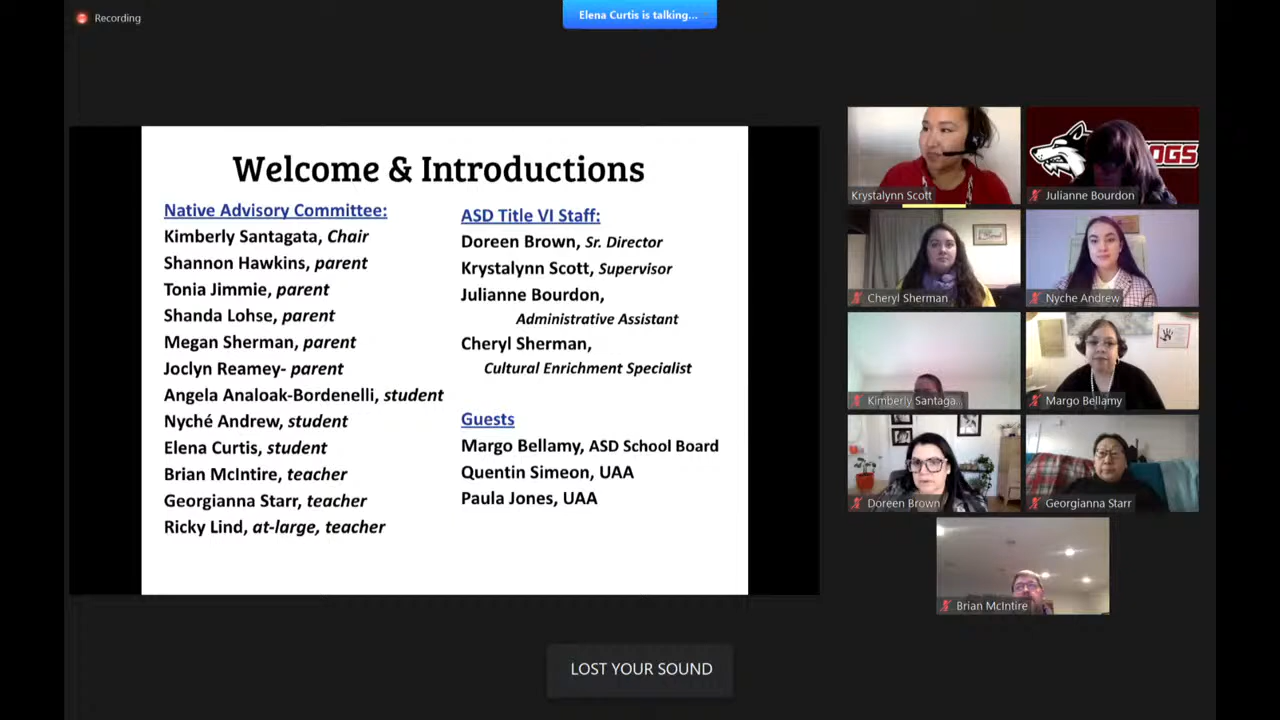 Recording
Elena Curtis is talking...
Welcome & Introductions
Native Advisory Committee:
Kimberly Santagata, Chair
Shannon Hawkins, parent
Tonia Jimmie, parent
Shanda Lohse, parent
Megan Sherman, parent
Joclyn Reamey- parent
Angela Analoak-Bordenelli, student
Nyché Andrew, student
Elena Curtis, student
Brian McIntire, teacher
Georgianna Starr, teacher
Ricky Lind, at-large, teacher
ASD Title VI Staff:
Doreen Brown, Sr. Director
Krystalynn Scott, Supervisor
Julianne Bourdon,
Administrative Assistant
Cheryl Sherman,
Cultural Enrichment Specialist
Guests
Margo Bellamy, ASD School Board
Quentin Simeon, UAA
Paula Jones, UAA
Krystalynn Scott
OGS
Julianne Bourdon
Cheryl Sherman
Nyche Andrew
Kimberly Santaga...
Margo Bellamy
Doreen Brown
Georgianna Starr
Brian McIntire
LOST YOUR SOUND